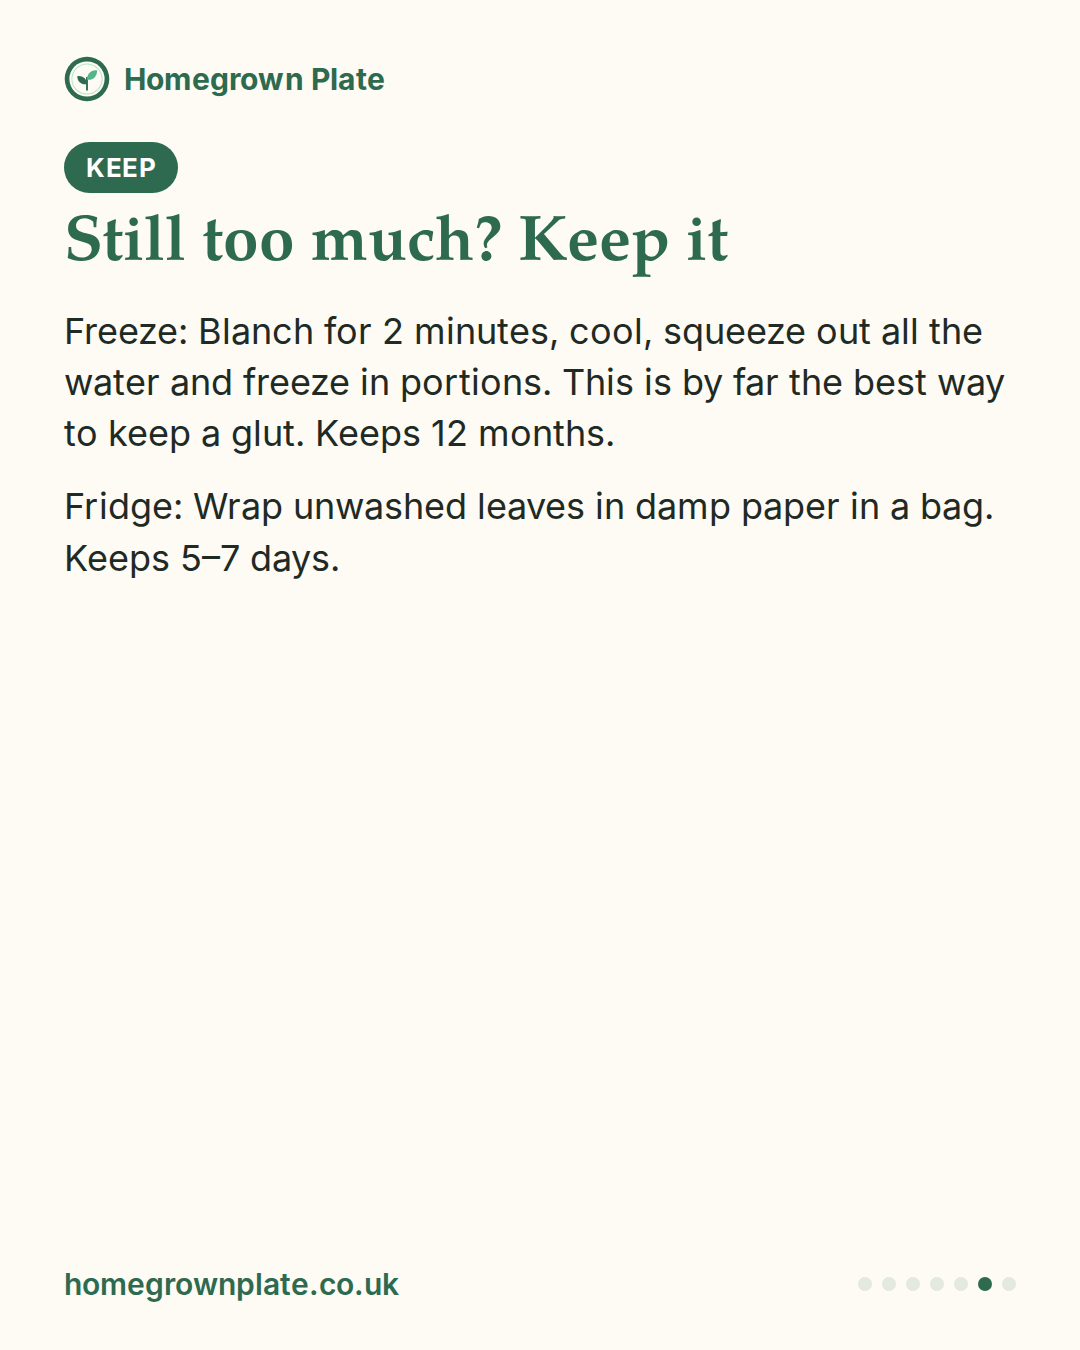 Homegrown Plate
KEEP
Still too much? Keep it
Freeze: Blanch for 2 minutes, cool, squeeze out all the
water and freeze in portions. This is by far the best way
to keep a glut. Keeps 12 months.
Fridge: Wrap unwashed leaves in damp paper in a bag.
Keeps 5–7 days.
homegrownplate.co.uk